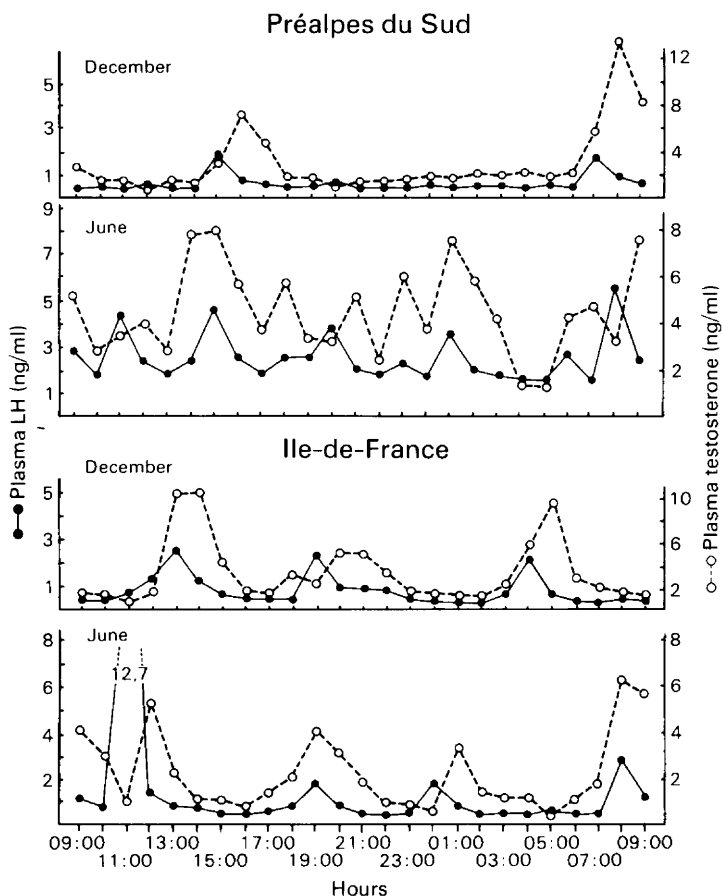 Préalpes du Sud
December
5
3
1
12
8
4
June
9
7
5
3
1
8
6
4
2
Plasma LH (ng/ml)
Plasma testosterone (ng/ml)
Ile-de-France
December
5
3
1
10
6
2
June
8
6
4
2
12,7
8
6
4
2
09:00 13:00 17:00 21:00 01:00 05:00 09:00
11:00 15:00 19:00 23:00 03:00 07:00
Hours